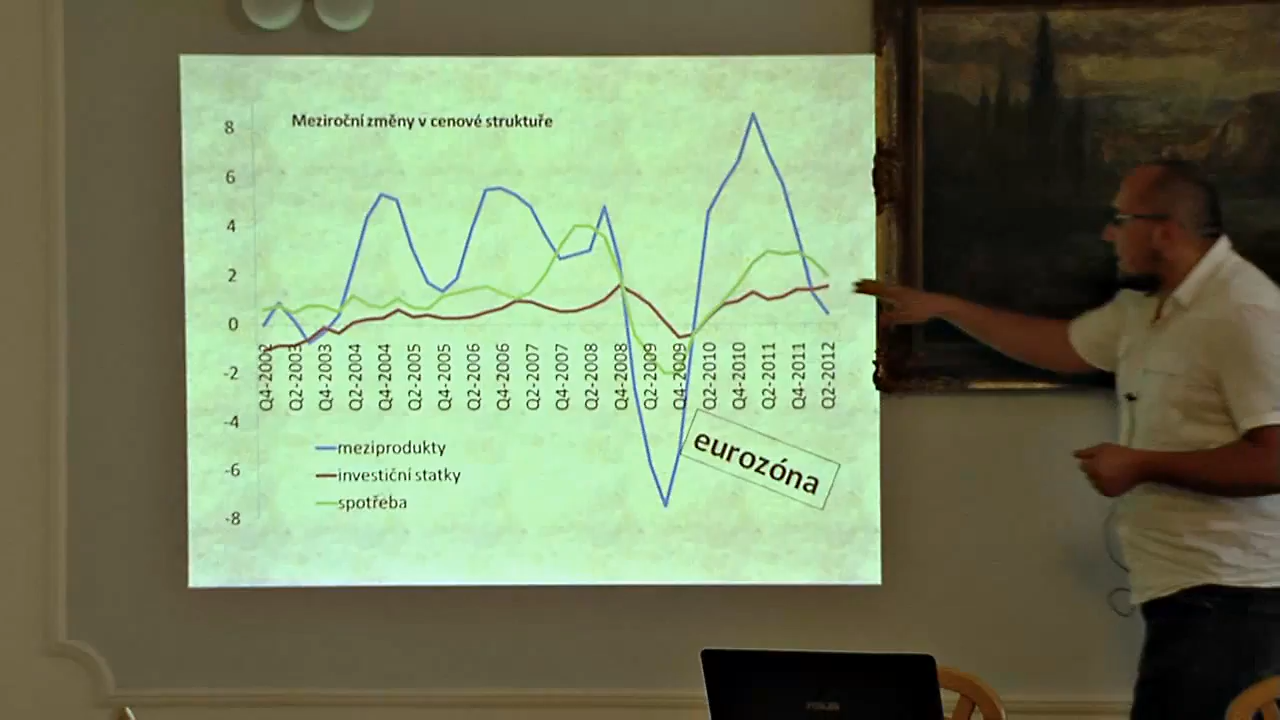 Meziroční změny v cenové struktuře
8
6
4
2
0
-2
-4
-6
-8
Q4-2002
Q2-2003
Q4-2003
Q2-2004
Q4-2004
Q2-2005
Q4-2005
Q2-2006
Q4-2006
Q2-2007
Q4-2007
Q2-2008
Q4-2008
Q2-2009
Q4-2009
Q2-2010
Q4-2010
Q2-2011
Q4-2011
Q2-2012
meziprodukty
investiční statky
spotřeba
eurozóna
ASUS